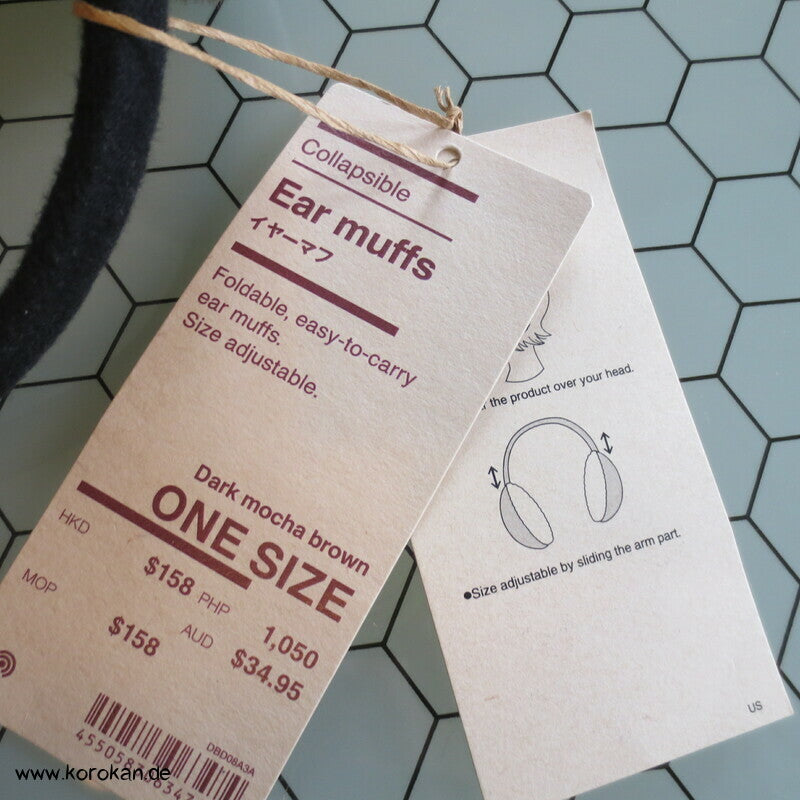 Collapsible
Ear muffs
イヤーマフ
Foldable, easy-to-carry
ear muffs.
Size adjustable.
Dark mocha brown
ONE SIZE
HKD
$158
PHP
1,050
MOP
$158
AUD
$34.95
DBD08A3A
the product over your head.
●Size adjustable by sliding the arm part.
US
www.korokan.de